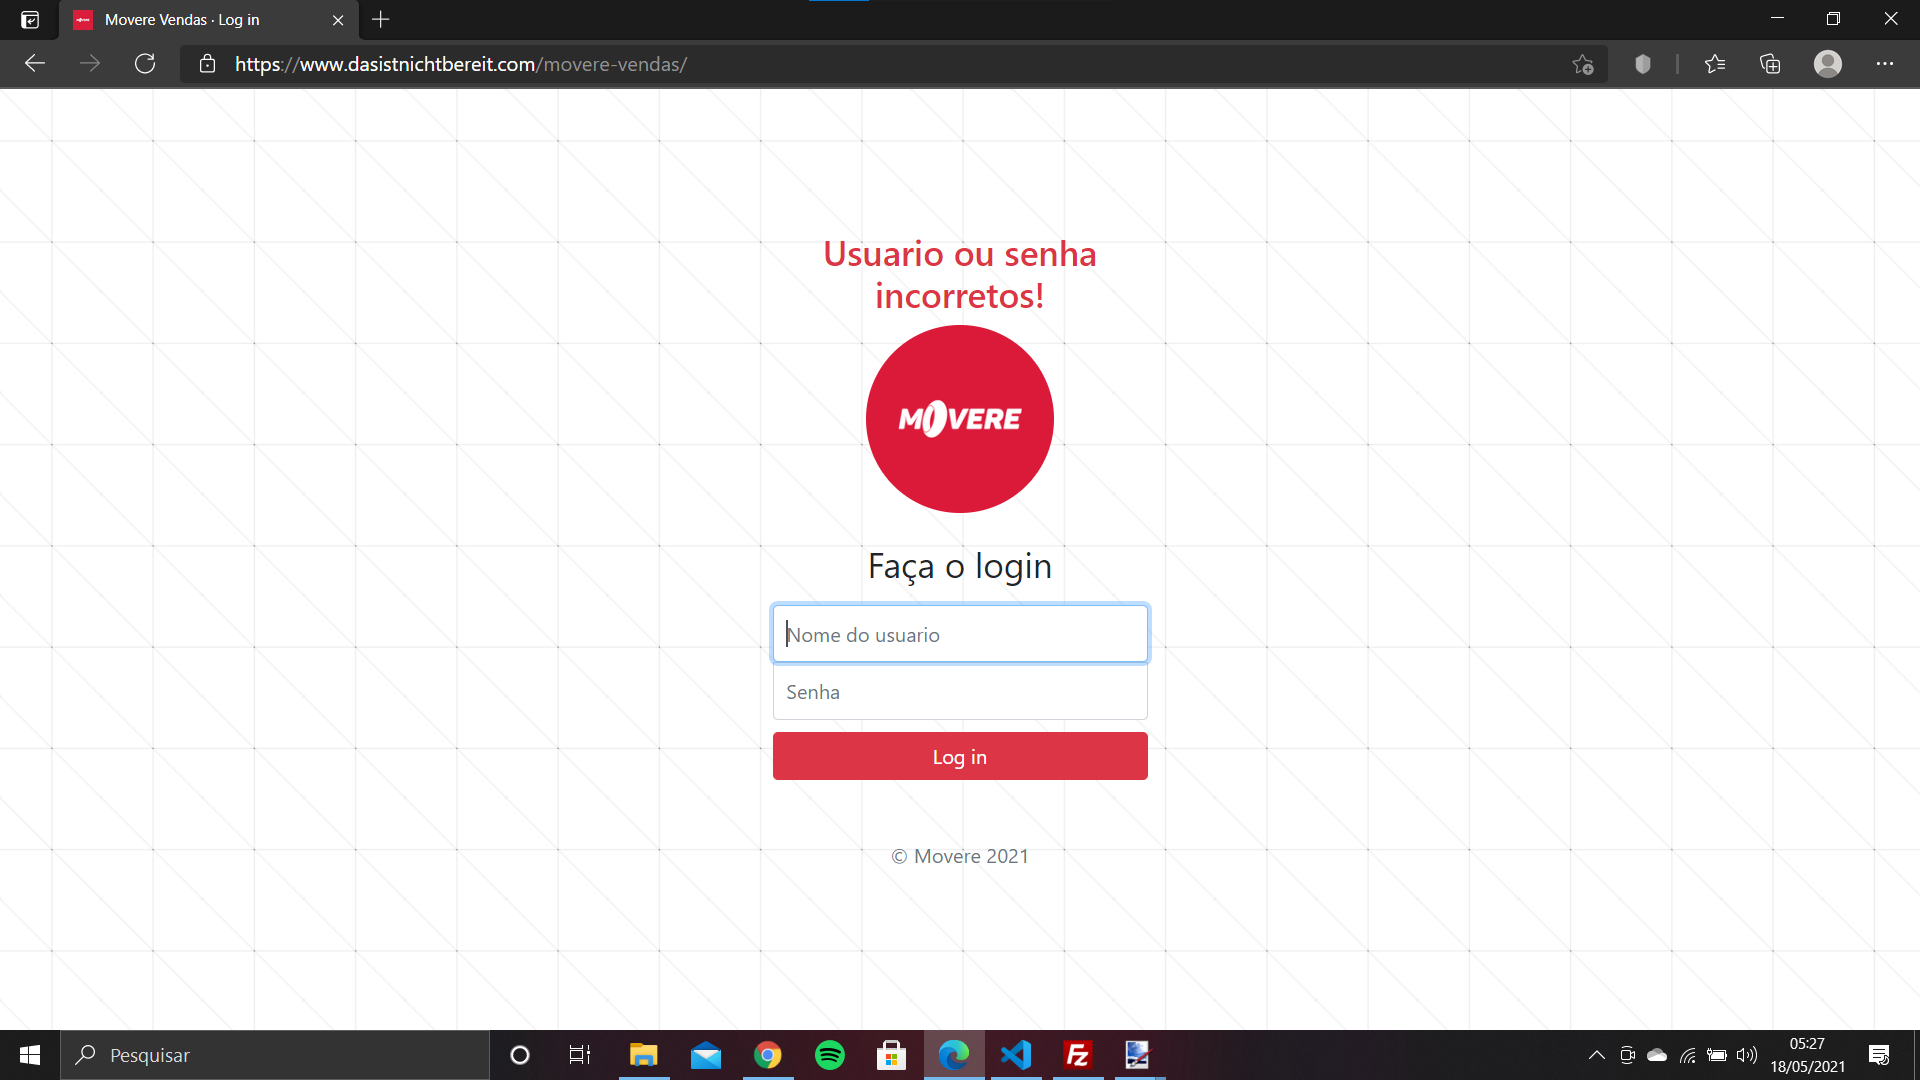 Movere Vendas · Log in
https://www.dasistnichtbereit.com/movere-vendas/
Usuario ou senha
incorretos!
MOVERE
Faça o login
Nome do usuario
Senha
Log in
© Movere 2021
Pesquisar
Fz
05:27
18/05/2021